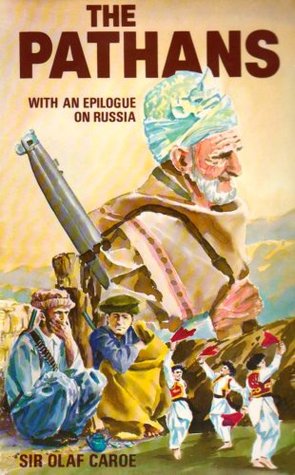 THE
PATHANS
WITH AN EPILOGUE
ON RUSSIA
SIR OLAF CAROE